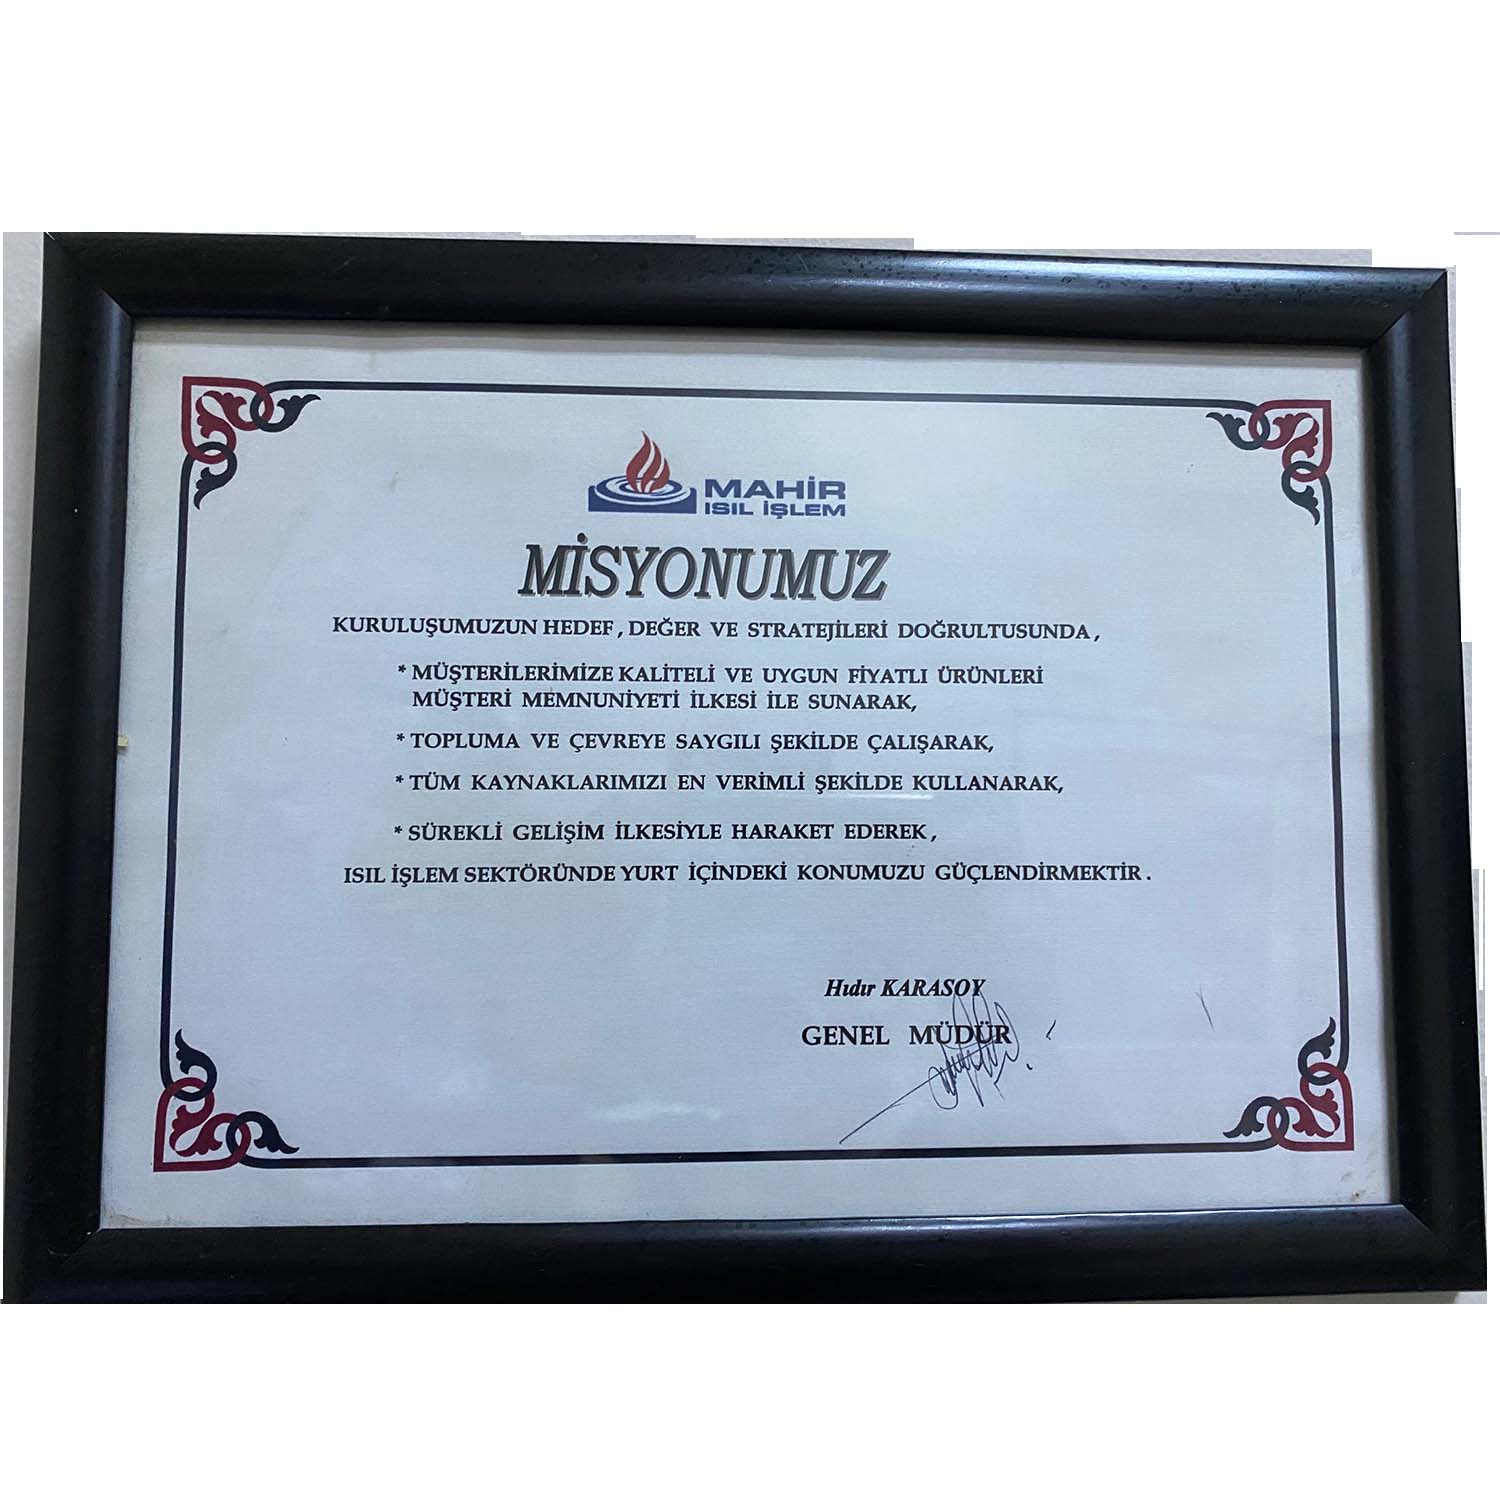 MAHİR
ISIL İŞLEM
MİSYONUMUZ
KURULUŞUMUZUN HEDEF, DEĞER VE STRATEJİLERİ DOĞRULTUSUNDA,
* MÜŞTERİLERİMİZE KALİTELİ VE UYGUN FİYATLI ÜRÜNLERİ
MÜŞTERİ MEMNUNİYETİ İLKESİ İLE SUNARAK,
* TOPLUMA VE ÇEVREYE SAYGILI ŞEKİLDE ÇALIŞARAK,
* TÜM KAYNAKLARIMIZI EN VERİMLİ ŞEKİLDE KULLANARAK,
* SÜREKLİ GELİŞİM İLKESİYLE HARAKET EDEREK,
ISIL İŞLEM SEKTÖRÜNDE YURT İÇİNDEKİ KONUMUZU GÜÇLENDİRMEKTİR.
Hıdır KARASOY
GENEL MÜDÜR